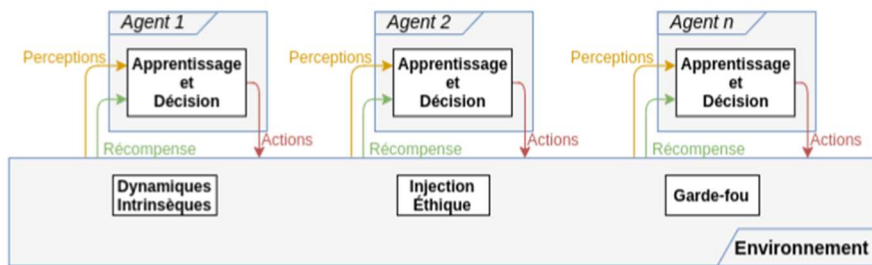 Agent 1
Agent 2
Agent n
Perceptions
Apprentissage
et
Décision
Perceptions
Apprentissage
et
Décision
Perceptions
Apprentissage
et
Décision
Récompense
Actions
Récompense
Actions
Récompense
Actions
Dynamiques
Intrinsèques
Injection
Éthique
Garde-fou
Environnement